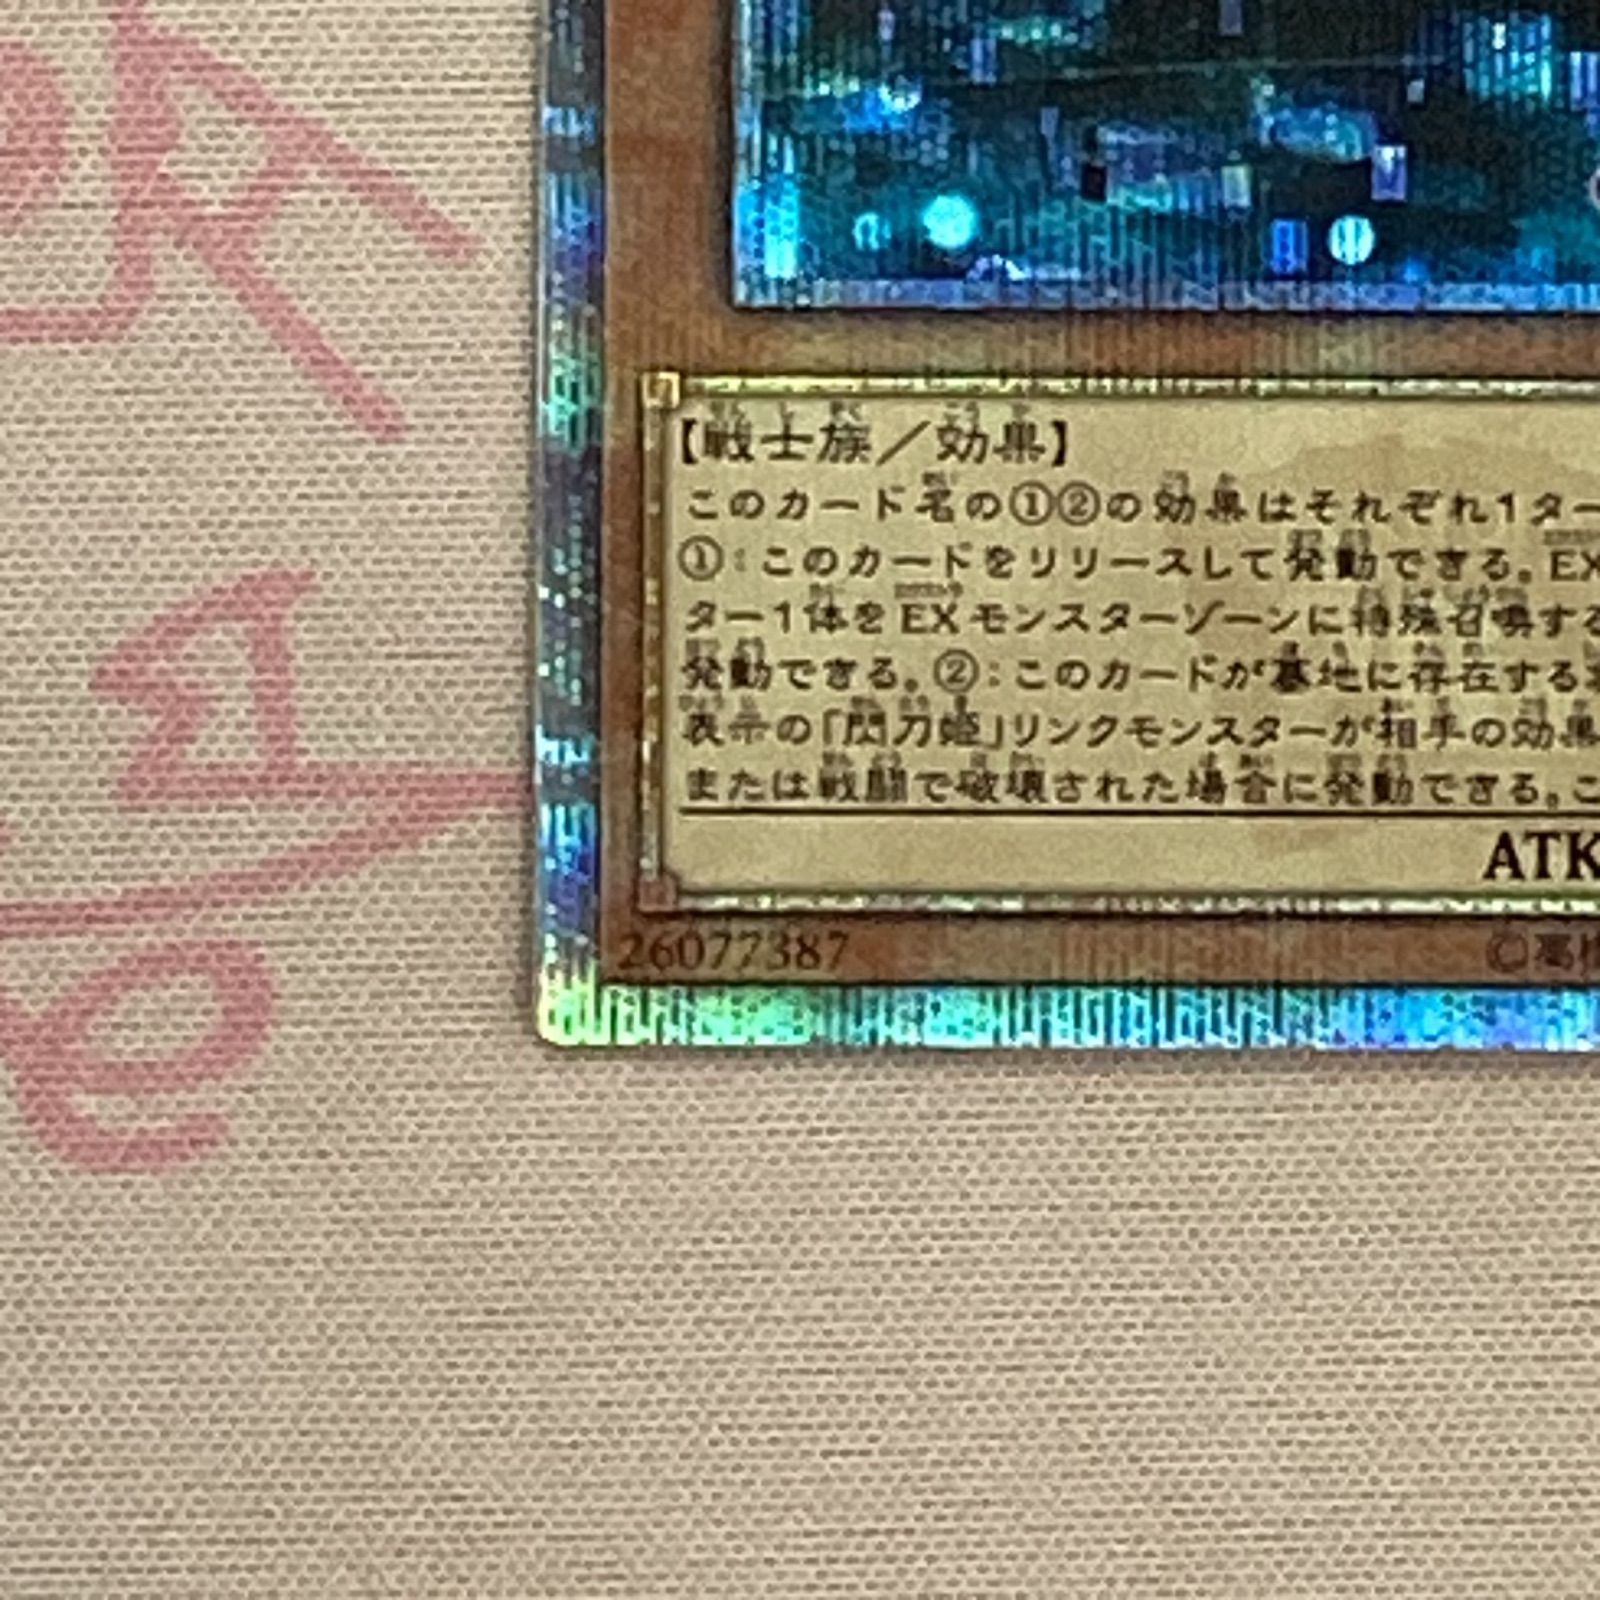 【戦士族／効果】
このカード名の①②の効果はそれぞれ1ター
①：このカードをリリースして発動できる。EX
ター1体をEXモンスターゾーンに特殊召喚する
発動できる。②：このカードが墓地に存在する
表示の「閃刀姫」リンクモンスターが相手の効果
または戦闘で破壊された場合に発動できる。こ
ATK
26077387
©高橋